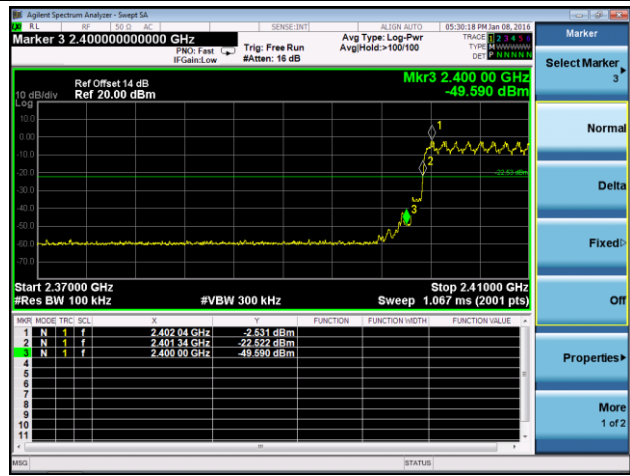 Agilent Spectrum Analyzer - Swept SA
RL RF 50 Ω AC SENSE:INT ALIGN AUTO 05:30:18 PM Jan 08, 2016
Marker 3 2.400000000000 GHz
PNO: Fast
IFGain:Low
Trig: Free Run
#Atten: 16 dB
Avg Type: Log-Pwr
Avg|Hold:>100/100
TRACE 1 2 3 4 5 6
TYPE M WWWWW
DET P N N N N N
Ref Offset 14 dB
10 dB/div Ref 20.00 dBm
Log
Mkr3 2.400 00 GHz
-49.590 dBm
10.0
0.00
-10.0
-20.0
-30.0
-40.0
-50.0
-60.0
-70.0
1
2
3
-22.53 dBm
Start 2.37000 GHz Stop 2.41000 GHz
#Res BW 100 kHz #VBW 300 kHz Sweep 1.067 ms (2001 pts)
MKR MODE TRC SCL X Y FUNCTION FUNCTION WIDTH FUNCTION VALUE
1 N 1 f 2.402 04 GHz -2.531 dBm
2 N 1 f 2.401 34 GHz -22.522 dBm
3 N 1 f 2.400 00 GHz -49.590 dBm
4
5
6
7
8
9
10
11
MSG STATUS
Marker
Select Marker
3
Normal
Delta
Fixed
Off
Properties
More
1 of 2